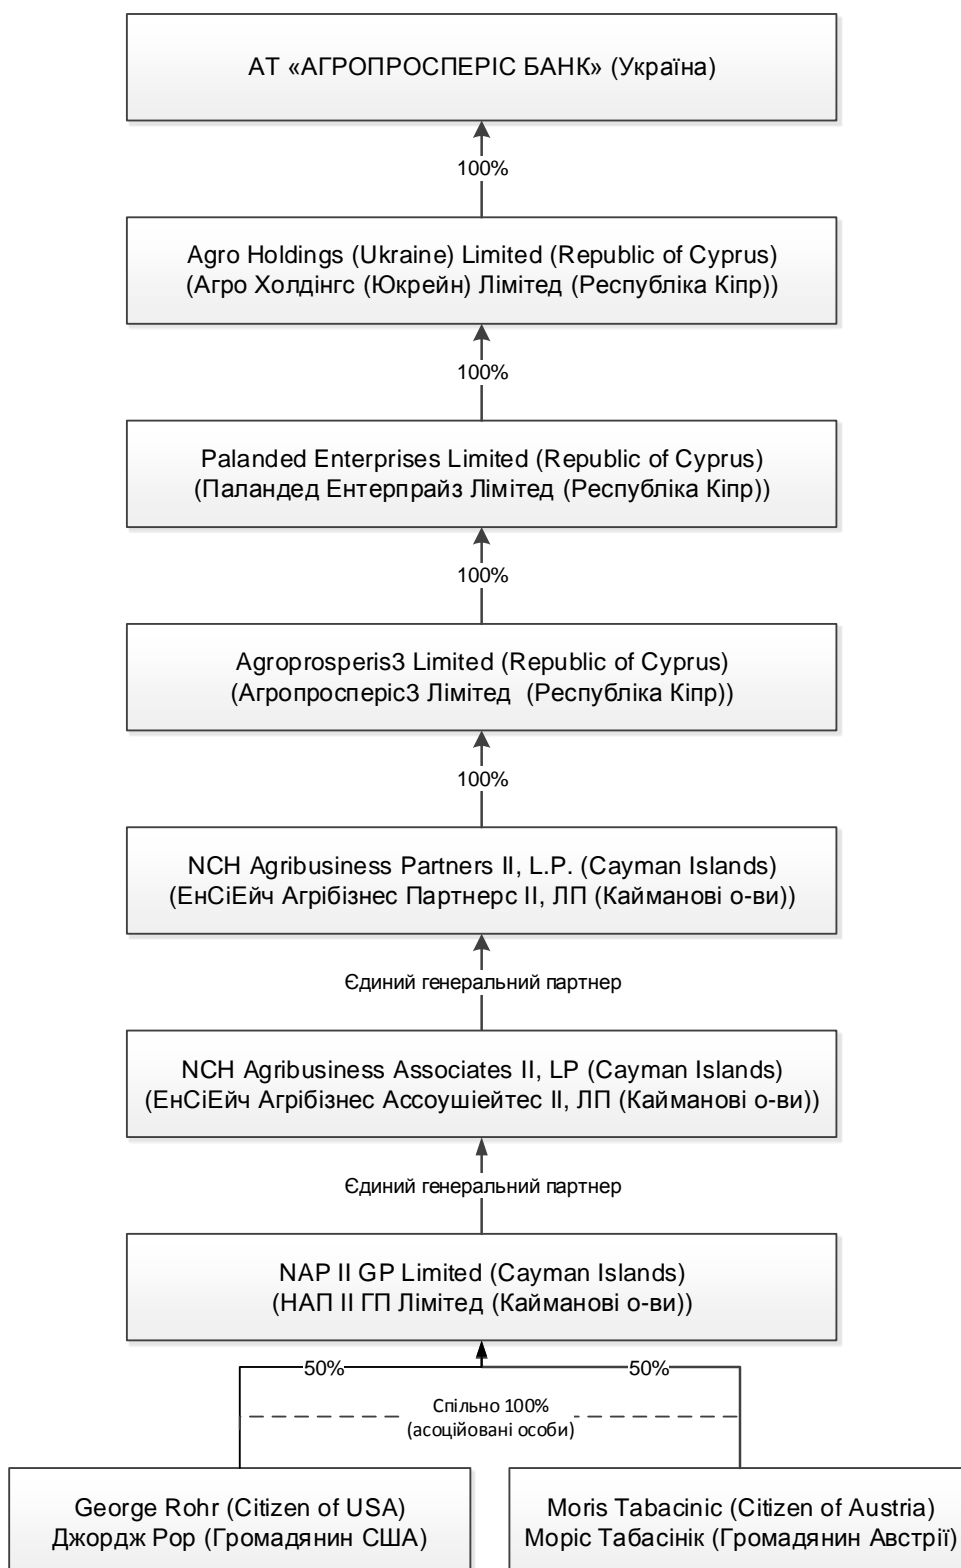 АТ «АГРОПРОСПЕРІС БАНК» (Україна)
100%
Agro Holdings (Ukraine) Limited (Republic of Cyprus)
(Агро Холдінгс (Юкрейн) Лімітед (Республіка Кіпр))
100%
Palanded Enterprises Limited (Republic of Cyprus)
(Паландед Ентерпрайз Лімітед (Республіка Кіпр))
100%
Agroprosperis3 Limited (Republic of Cyprus)
(Агропросперіс3 Лімітед (Республіка Кіпр))
100%
NCH Agribusiness Partners II, L.P. (Cayman Islands)
(ЕнСіЕйч Агрібізнес Партнерс II, ЛП (Кайманові о-ви))
Єдиний генеральний партнер
NCH Agribusiness Associates II, LP (Cayman Islands)
(ЕнСіЕйч Агрібізнес Ассоушіейтес II, ЛП (Кайманові о-ви))
Єдиний генеральний партнер
NAP II GP Limited (Cayman Islands)
(НАП II ГП Лімітед (Кайманові о-ви))
50%
50%
Спільно 100%
(асоційовані особи)
George Rohr (Citizen of USA)
Джордж Рор (Громадянин США)
Moris Tabacinic (Citizen of Austria)
Моріс Табасінік (Громадянин Австрії)